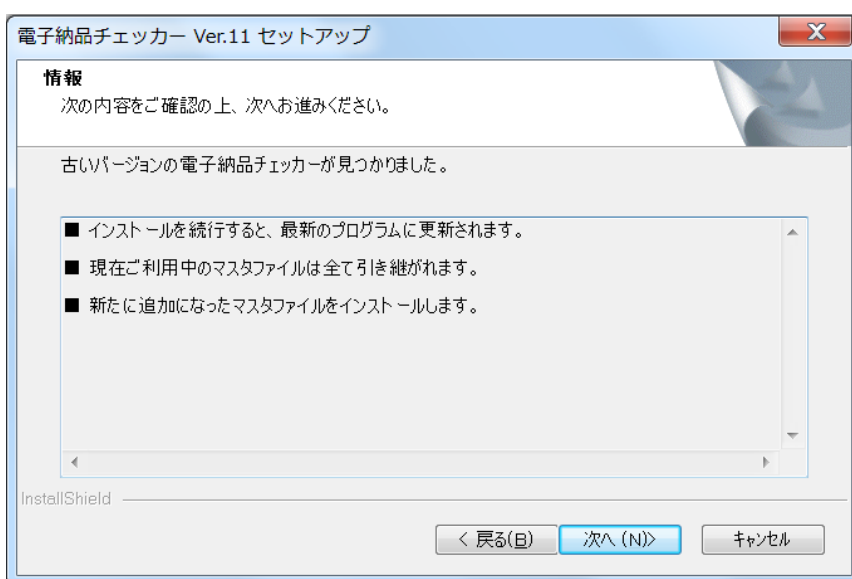 電子納品チェッカー Ver.11 セットアップ
情報
次の内容をご確認の上、次へお進みください。
古いバージョンの電子納品チェッカーが見つかりました。
■ インストールを続行すると、最新のプログラムに更新されます。
■ 現在ご利用中のマスタファイルは全て引き継がれます。
■ 新たに追加になったマスタファイルをインストールします。
InstallShield
< 戻る(B)
次へ (N)>
キャンセル